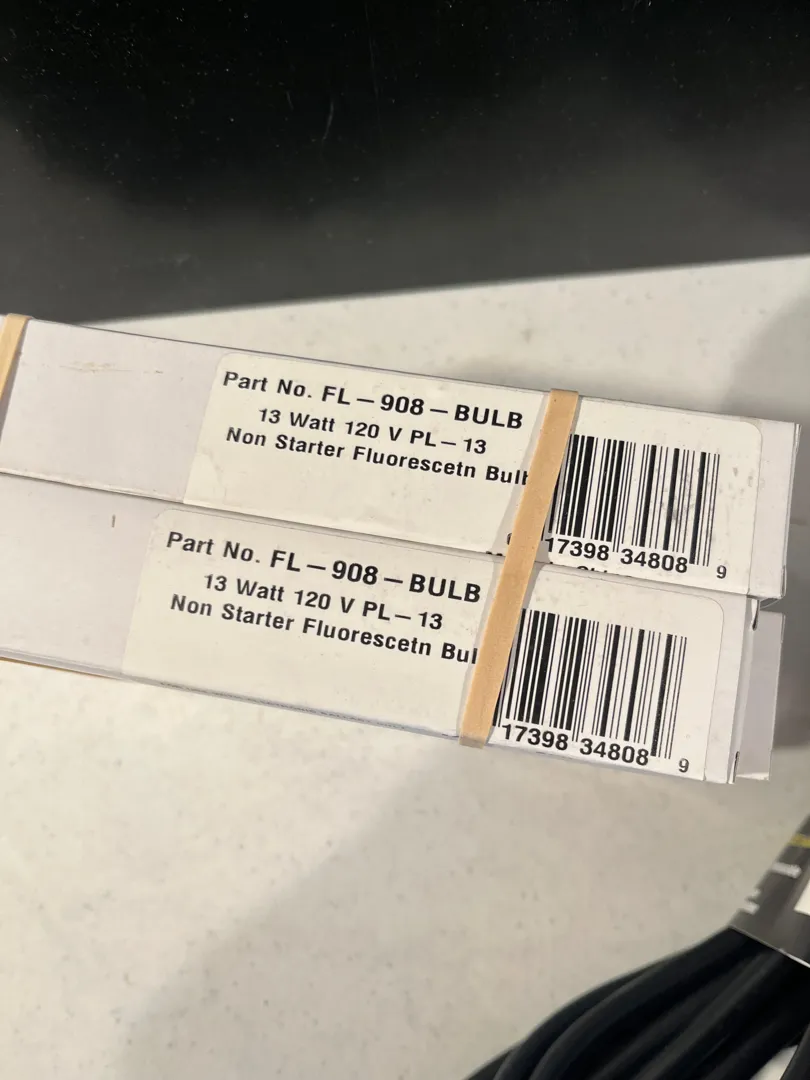 Part No. FL-908-BULB
13 Watt 120 V PL-13
Non Starter Fluorescetn Bulb
17398 34808 9
Part No. FL-908-BULB
13 Watt 120 V PL-13
Non Starter Fluorescetn Bul
17398 34808 9